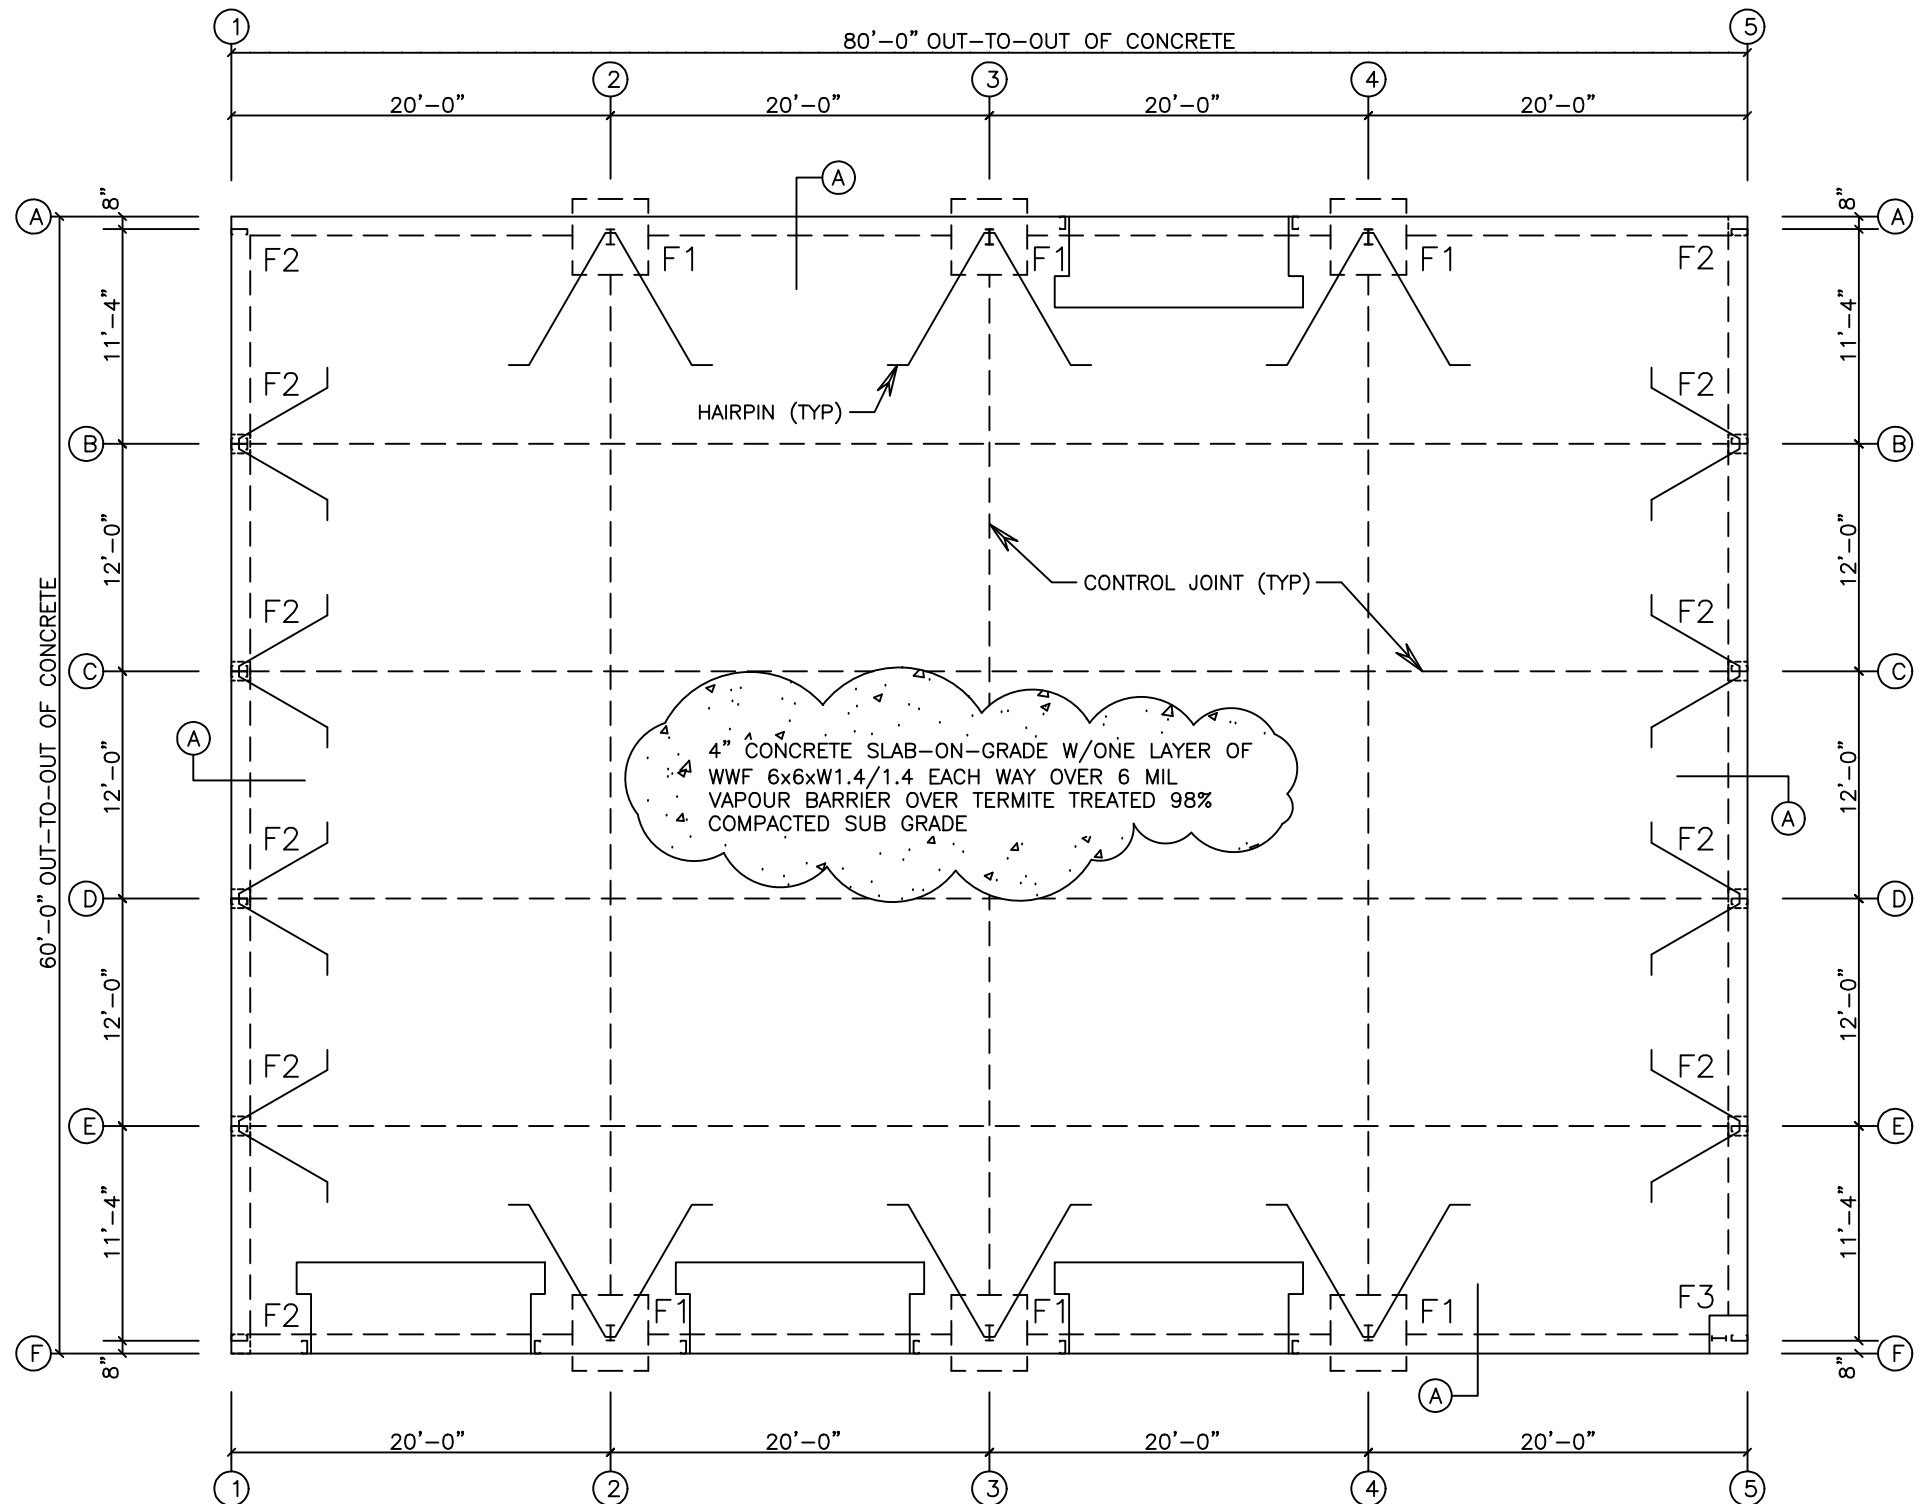 1
5
80'-0" OUT-TO-OUT OF CONCRETE
2
3
4
20'-0"
20'-0"
20'-0"
20'-0"
A
A
8"
8"
A
F2
F1
F1
F1
F2
11'-4"
11'-4"
F2
F2
HAIRPIN (TYP)
B
B
12'-0"
12'-0"
CONTROL JOINT (TYP)
F2
F2
C
C
60'-0" OUT-TO-OUT OF CONCRETE
A
4" CONCRETE SLAB-ON-GRADE W/ONE LAYER OF
WWF 6x6xW1.4/1.4 EACH WAY OVER 6 MIL
VAPOUR BARRIER OVER TERMITE TREATED 98%
COMPACTED SUB GRADE
12'-0"
12'-0"
A
F2
F2
D
D
12'-0"
12'-0"
F2
F2
E
E
11'-4"
11'-4"
F2
F1
F1
F1
F3
F
F
8"
8"
A
20'-0"
20'-0"
20'-0"
20'-0"
1
2
3
4
5